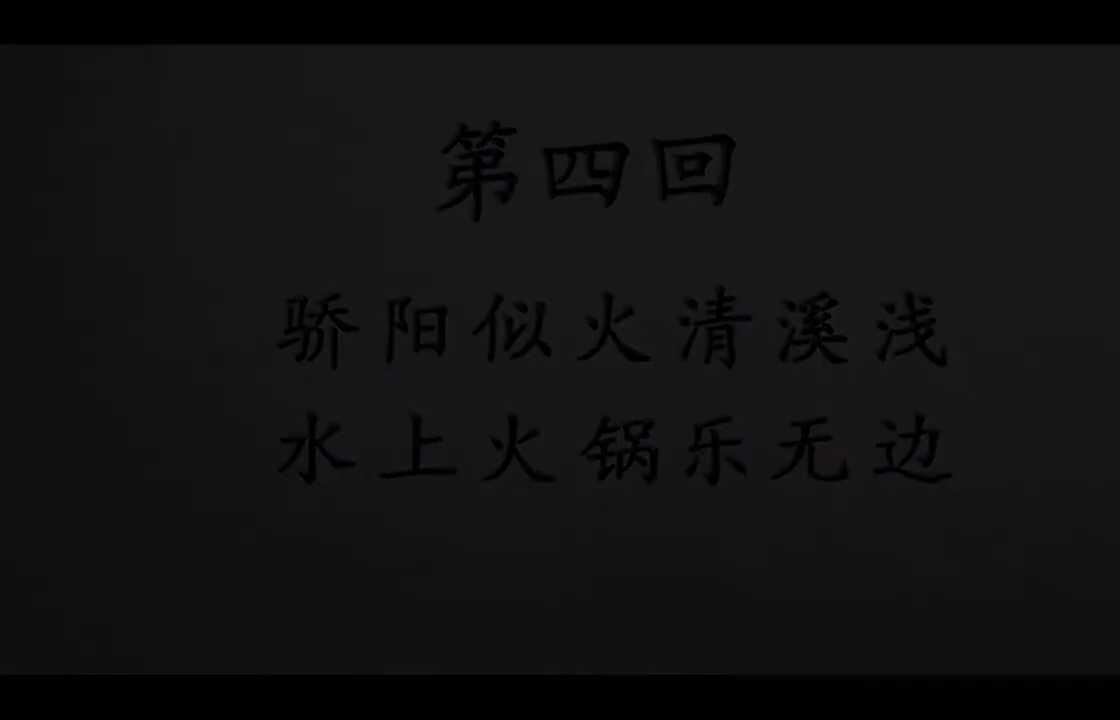 第四回
骄阳似火清溪浅
水上火锅乐无边